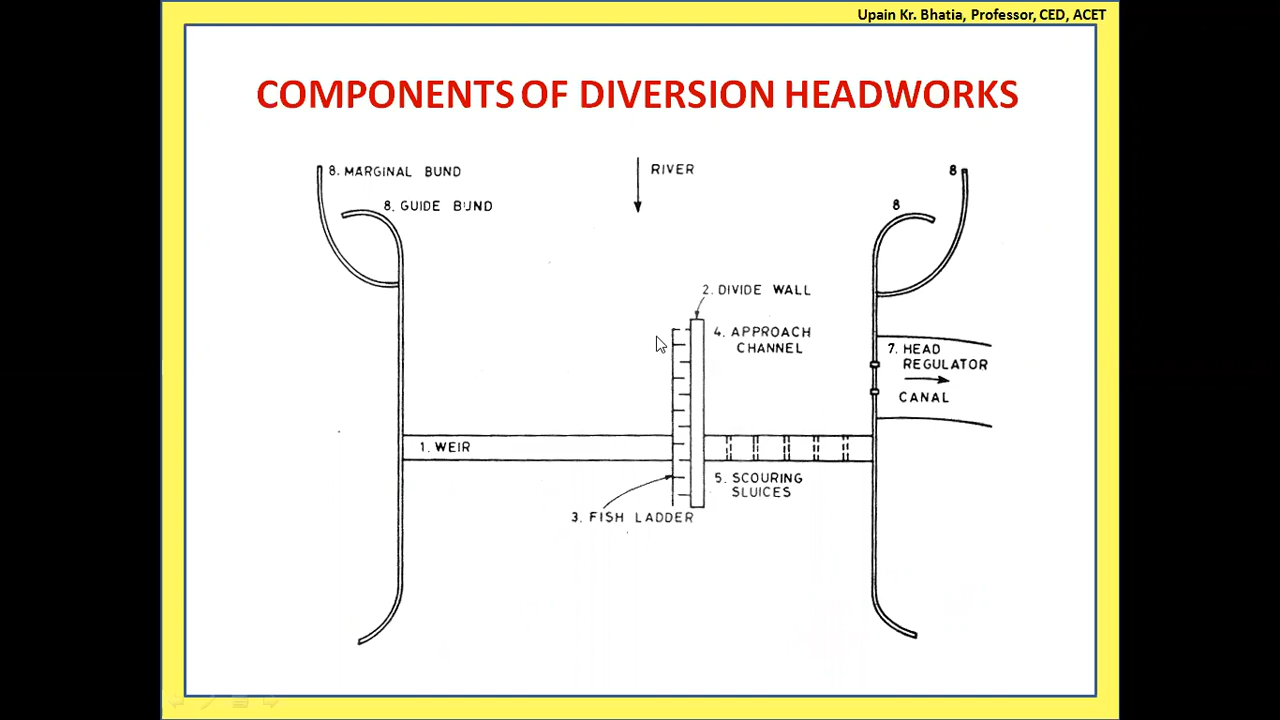 Upain Kr. Bhatia, Professor, CED, ACET
COMPONENTS OF DIVERSION HEADWORKS
8. MARGINAL BUND
RIVER
8
8. GUIDE BUND
8
2. DIVIDE WALL
4. APPROACH
CHANNEL
7. HEAD
REGULATOR
CANAL
1. WEIR
5. SCOURING
SLUICES
3. FISH LADDER